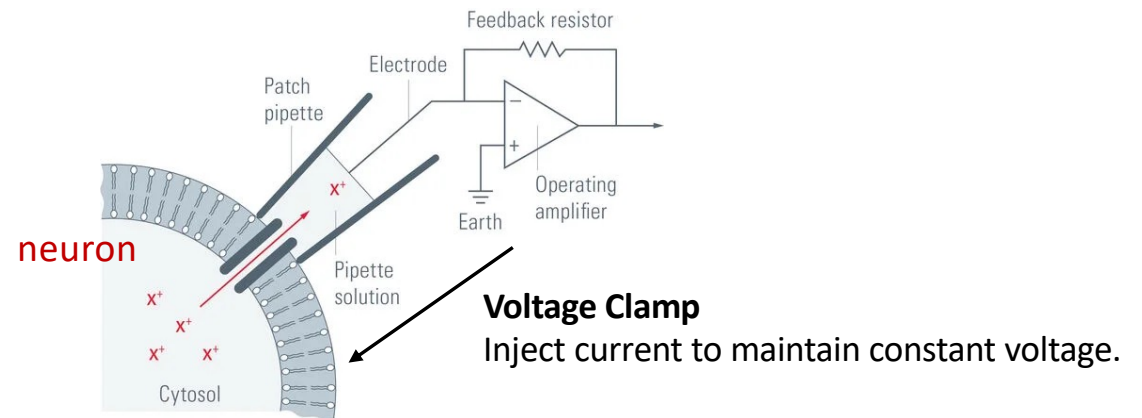 Feedback resistor
Electrode
Patch
pipette
−
+
X⁺
Operating
amplifier
Earth
neuron
Pipette
solution
X⁺
X⁺
X⁺
X⁺
Cytosol
Voltage Clamp
Inject current to maintain constant voltage.